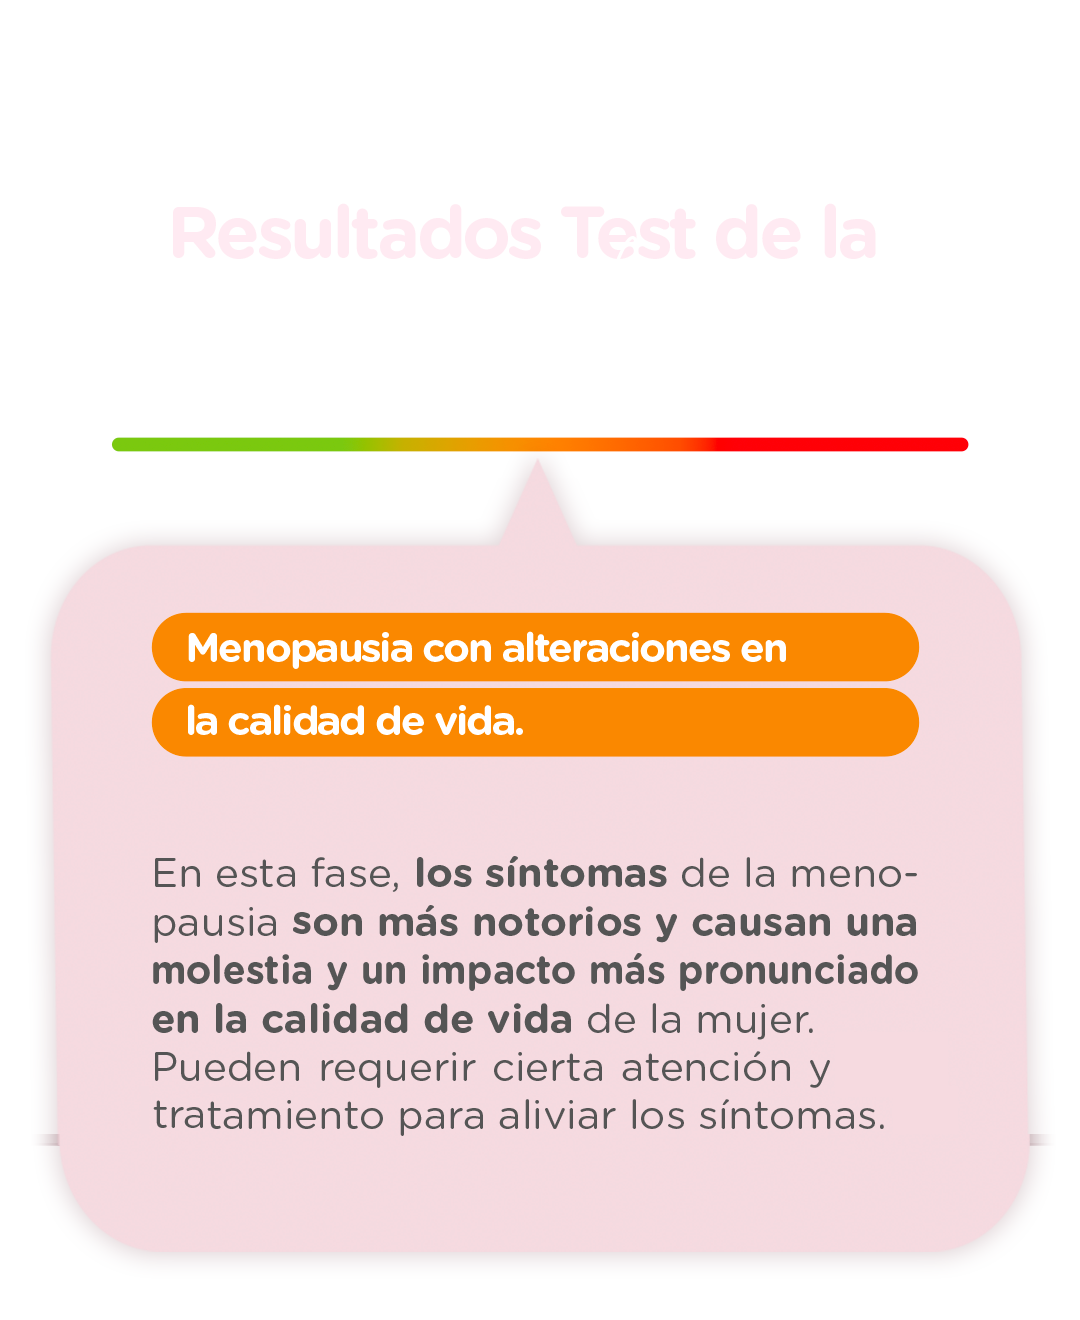 Resultados Test de la
Menopausia con alteraciones en
la calidad de vida.
En esta fase, los síntomas de la meno-
pausia son más notorios y causan una
molestia y un impacto más pronunciado
en la calidad de vida de la mujer.
Pueden requerir cierta atención y
tratamiento para aliviar los síntomas.